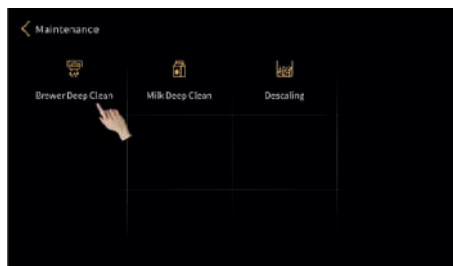 Maintenance
Brewer Deep Clean
Milk Deep Clean
Descaling